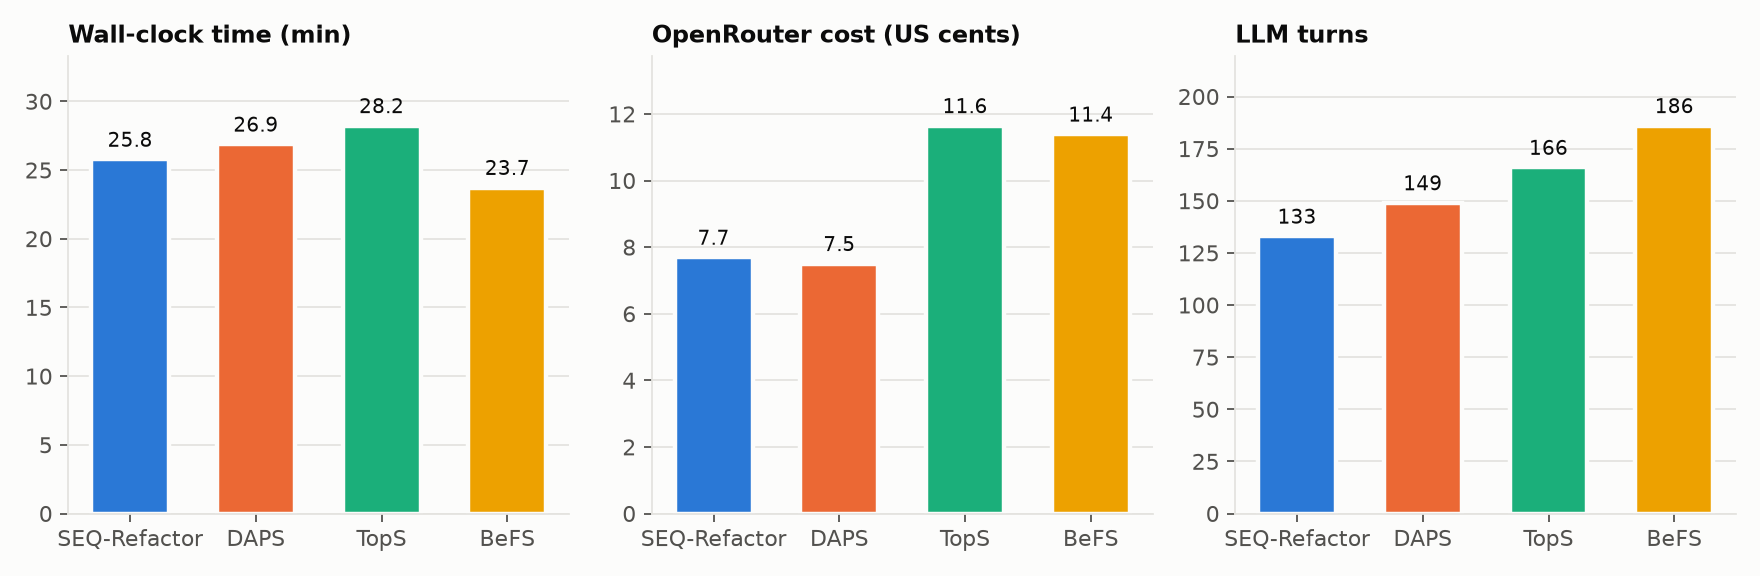 Wall-clock time (min)
30
25
20
15
10
5
0
25.8
26.9
28.2
23.7
SEQ-Refactor
DAPS
TopS
BeFS
OpenRouter cost (US cents)
12
10
8
6
4
2
0
7.7
7.5
11.6
11.4
SEQ-Refactor
DAPS
TopS
BeFS
LLM turns
200
175
150
125
100
75
50
25
0
133
149
166
186
SEQ-Refactor
DAPS
TopS
BeFS